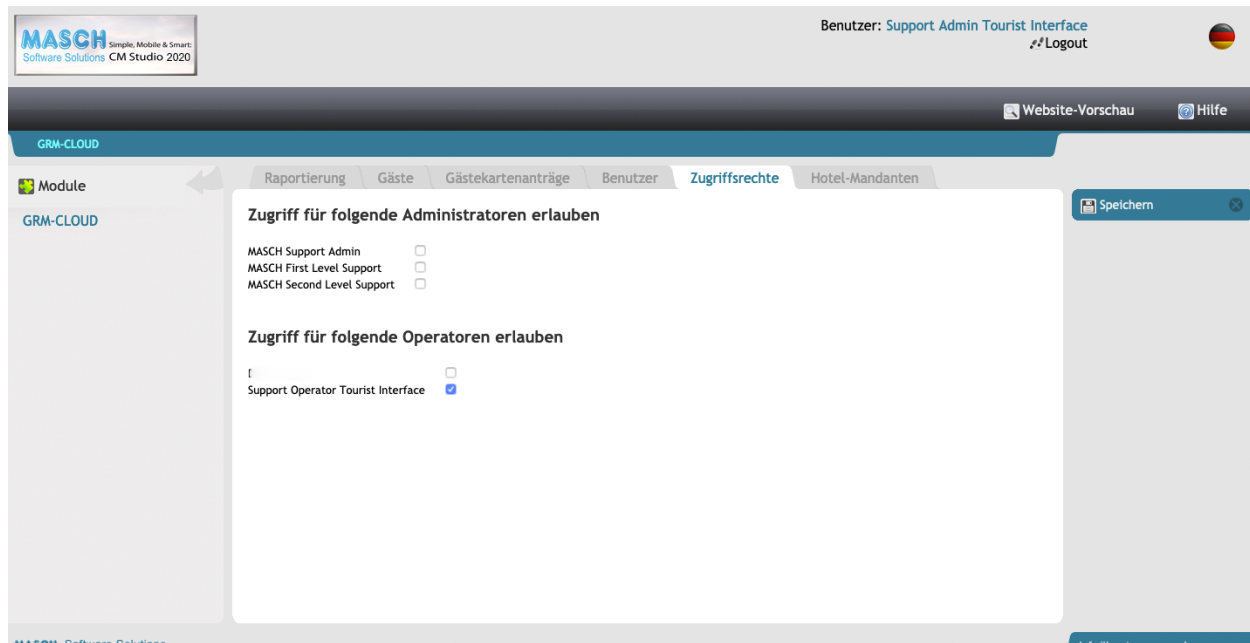 MASCH Simple, Mobile & Smart:
Software Solutions CM Studio 2020
Benutzer: Support Admin Tourist Interface
Logout
Website-Vorschau Hilfe
GRM-CLOUD
Module
GRM-CLOUD
Raportierung Gäste Gästekartenanträge Benutzer Zugriffsrechte Hotel-Mandanten
Speichern
Zugriff für folgende Administratoren erlauben
MASCH Support Admin
MASCH First Level Support
MASCH Second Level Support
Zugriff für folgende Operatoren erlauben
Support Operator Tourist Interface
MASCH Software Solutions